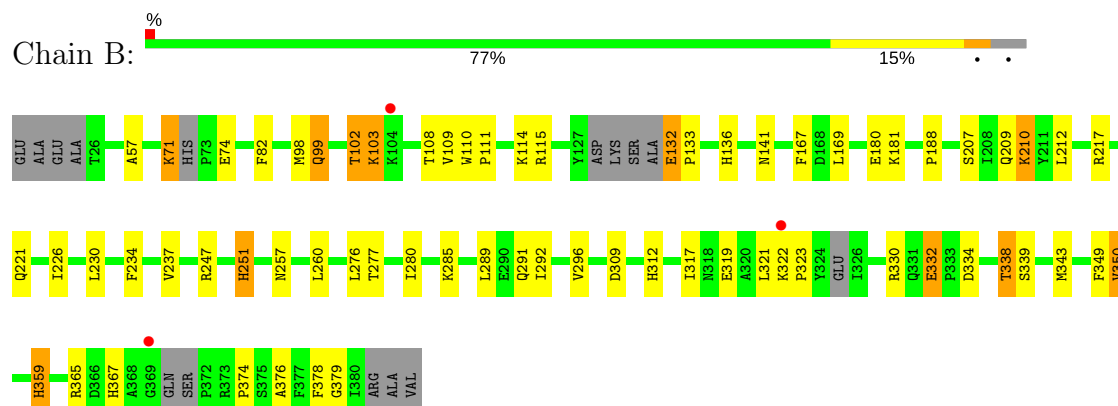 %
Chain B:
77% 15% • •
GLU ALA GLU ALA T26 A57 K71 HIS P73 E74 F82 M98 Q99 T102 K103 K104 T108 V109 W110 P111 K114 R115 Y127 ASP LYS SER ALA E132 P133 H136 N141 F167 D168 L169 E180 K181 P188 S207 I208 Q209 K210 Y211 L212 R217
Q221 I226 L230 F234 V237 R247 H251 N257 L260 L276 T277 I280 K285 L289 E290 Q291 I292 V296 D309 H312 I317 N318 E319 A320 L321 K322 P323 Y324 GLU I326 R330 Q331 E332 P333 D334 T338 S339 M343 F349
H359 R365 D366 H367 A368 G369 GLN SER P372 R373 P374 S375 A376 F377 F378 G379 I380 ARG ALA VAL